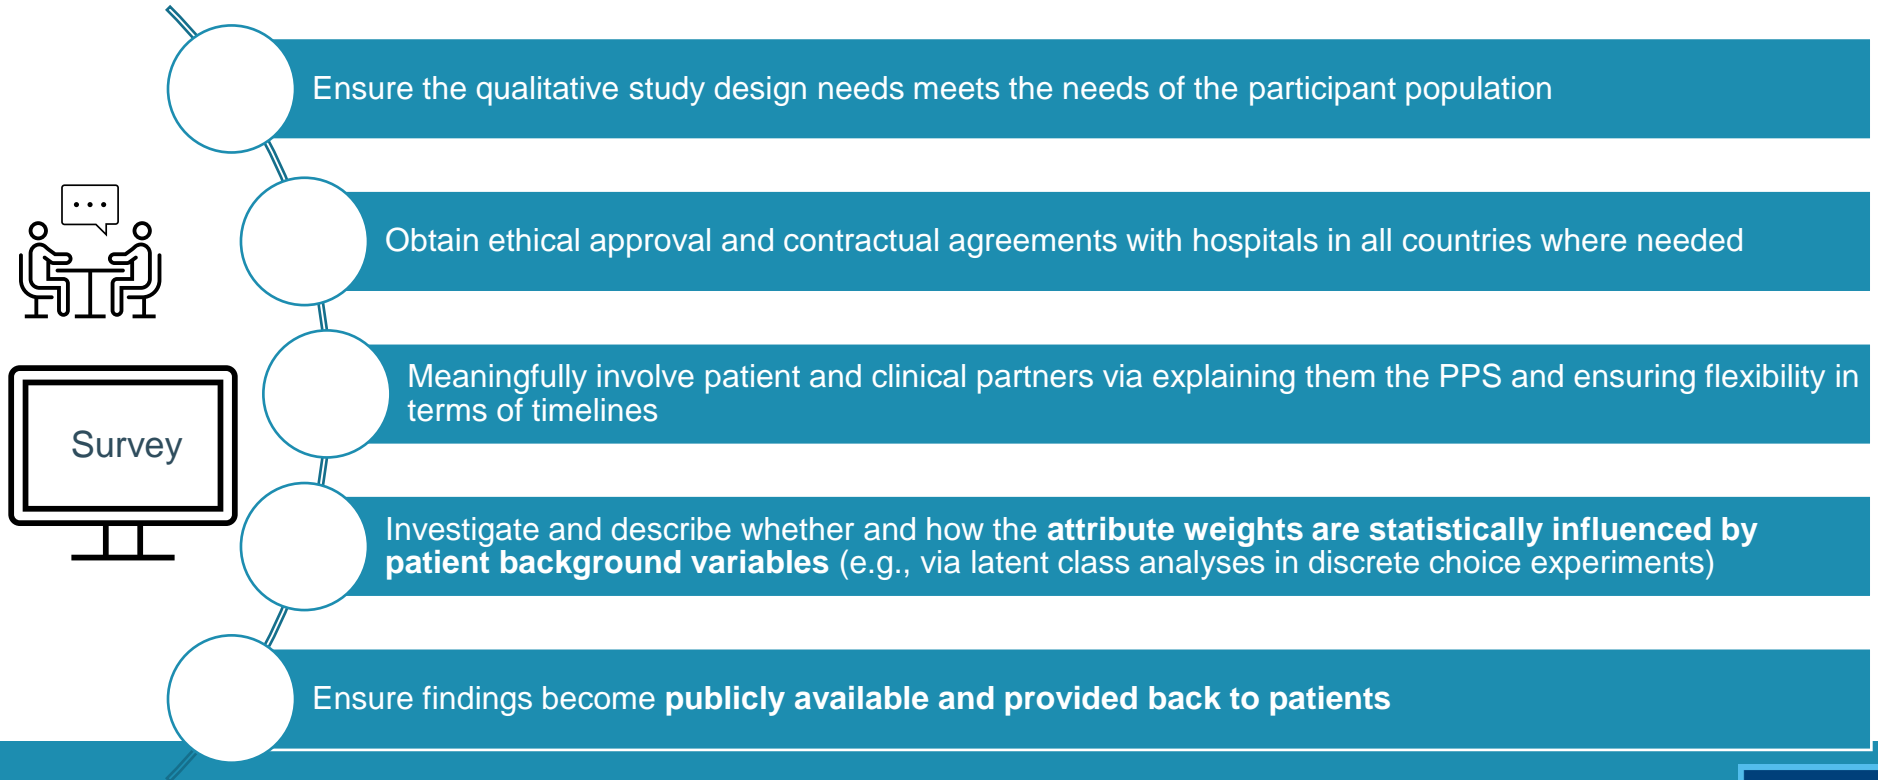 Ensure the qualitative study design needs meets the needs of the participant population
Obtain ethical approval and contractual agreements with hospitals in all countries where needed
Meaningfully involve patient and clinical partners via explaining them the PPS and ensuring flexibility in
terms of timelines
Survey
Investigate and describe whether and how the attribute weights are statistically influenced by
patient background variables (e.g., via latent class analyses in discrete choice experiments)
Ensure findings become publicly available and provided back to patients